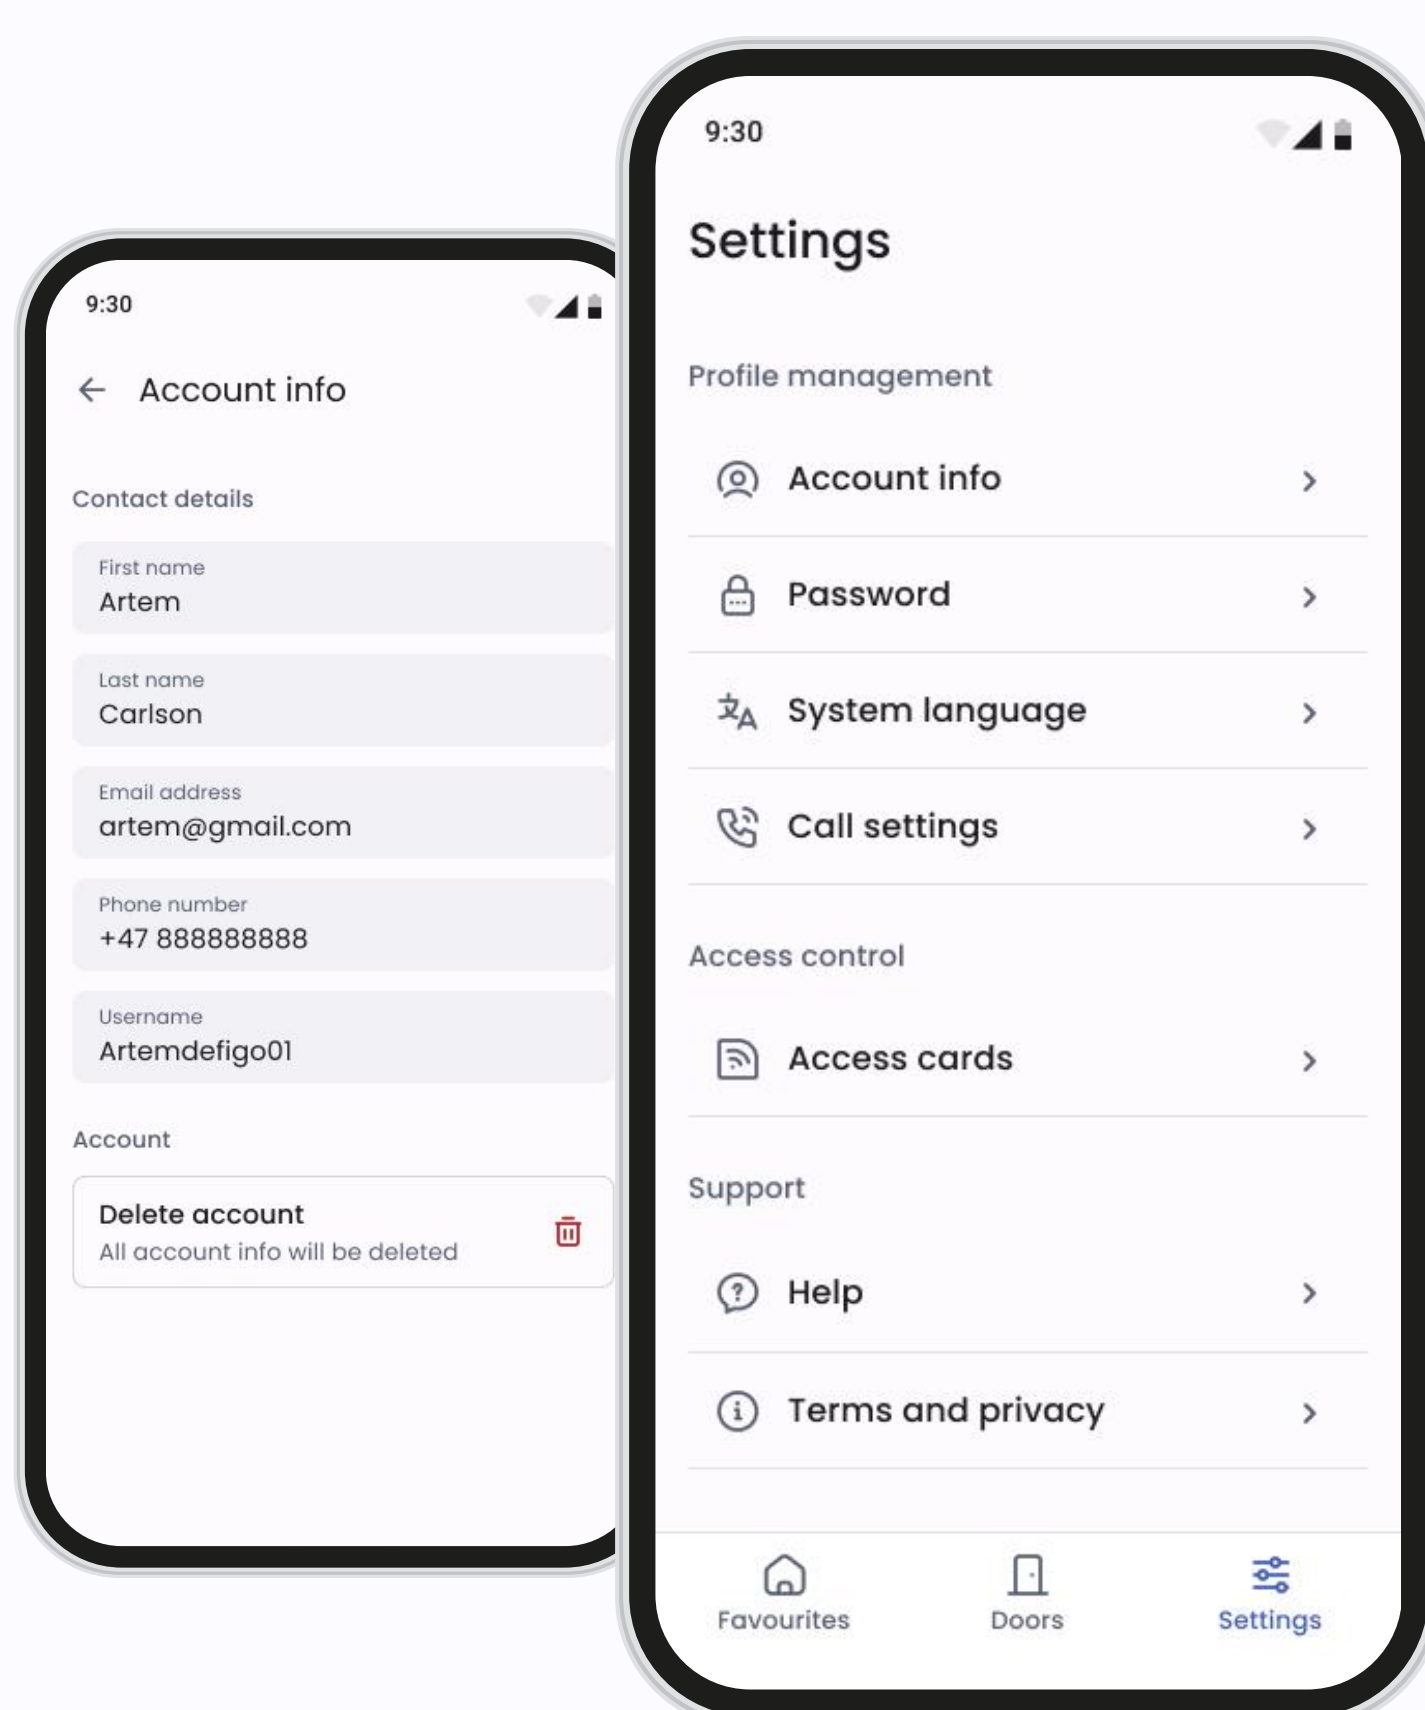 9:30
Account info
Contact details
First name
Artem
Last name
Carlson
Email address
artem@gmail.com
Phone number
+47 888888888
Username
Artemdefigo01
Account
Delete account
All account info will be deleted
9:30
Settings
Profile management
Account info
Password
System language
Call settings
Access control
Access cards
Support
Help
Terms and privacy
Favourites
Doors
Settings